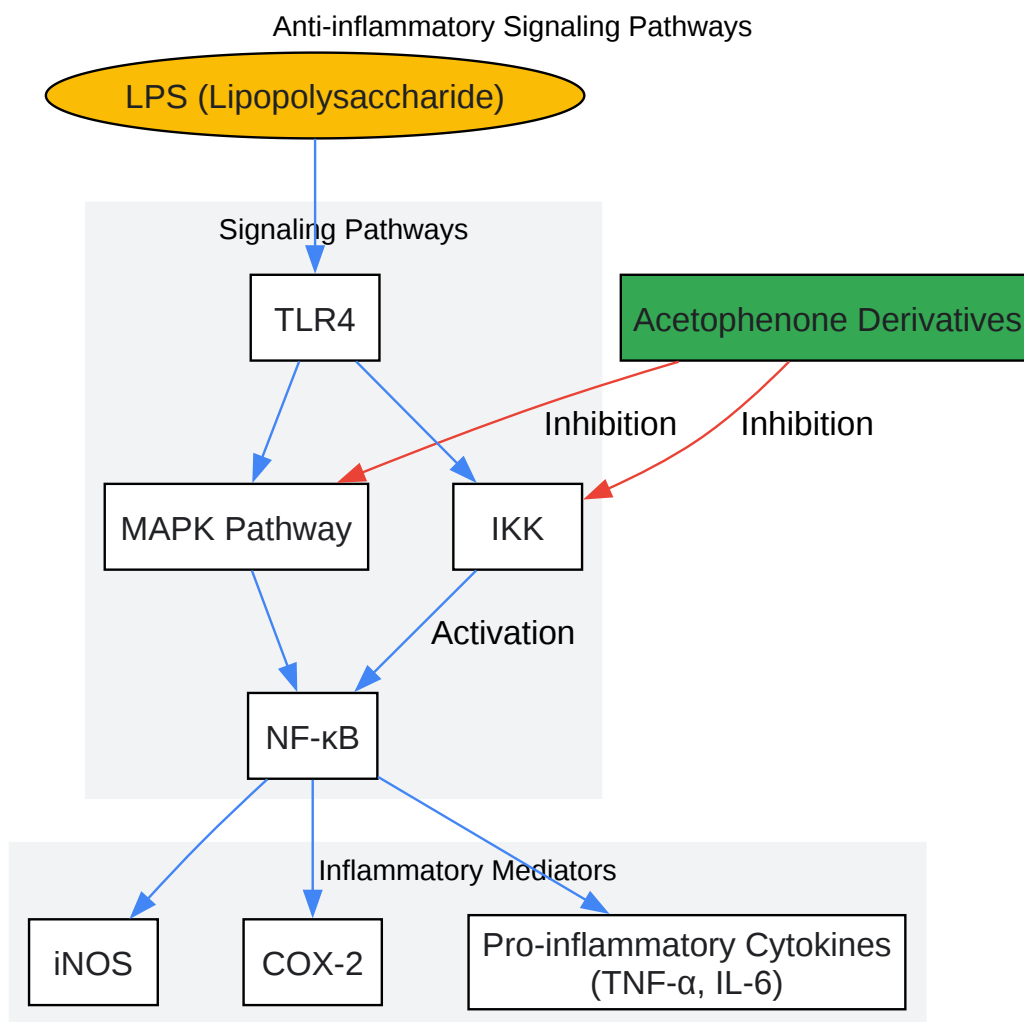 Anti-inflammatory Signaling Pathways
LPS (Lipopolysaccharide)
Signaling Pathways
TLR4
Acetophenone Derivatives
Inhibition
Inhibition
MAPK Pathway
IKK
Activation
NF-κB
Inflammatory Mediators
iNOS
COX-2
Pro-inflammatory Cytokines
(TNF-α, IL-6)